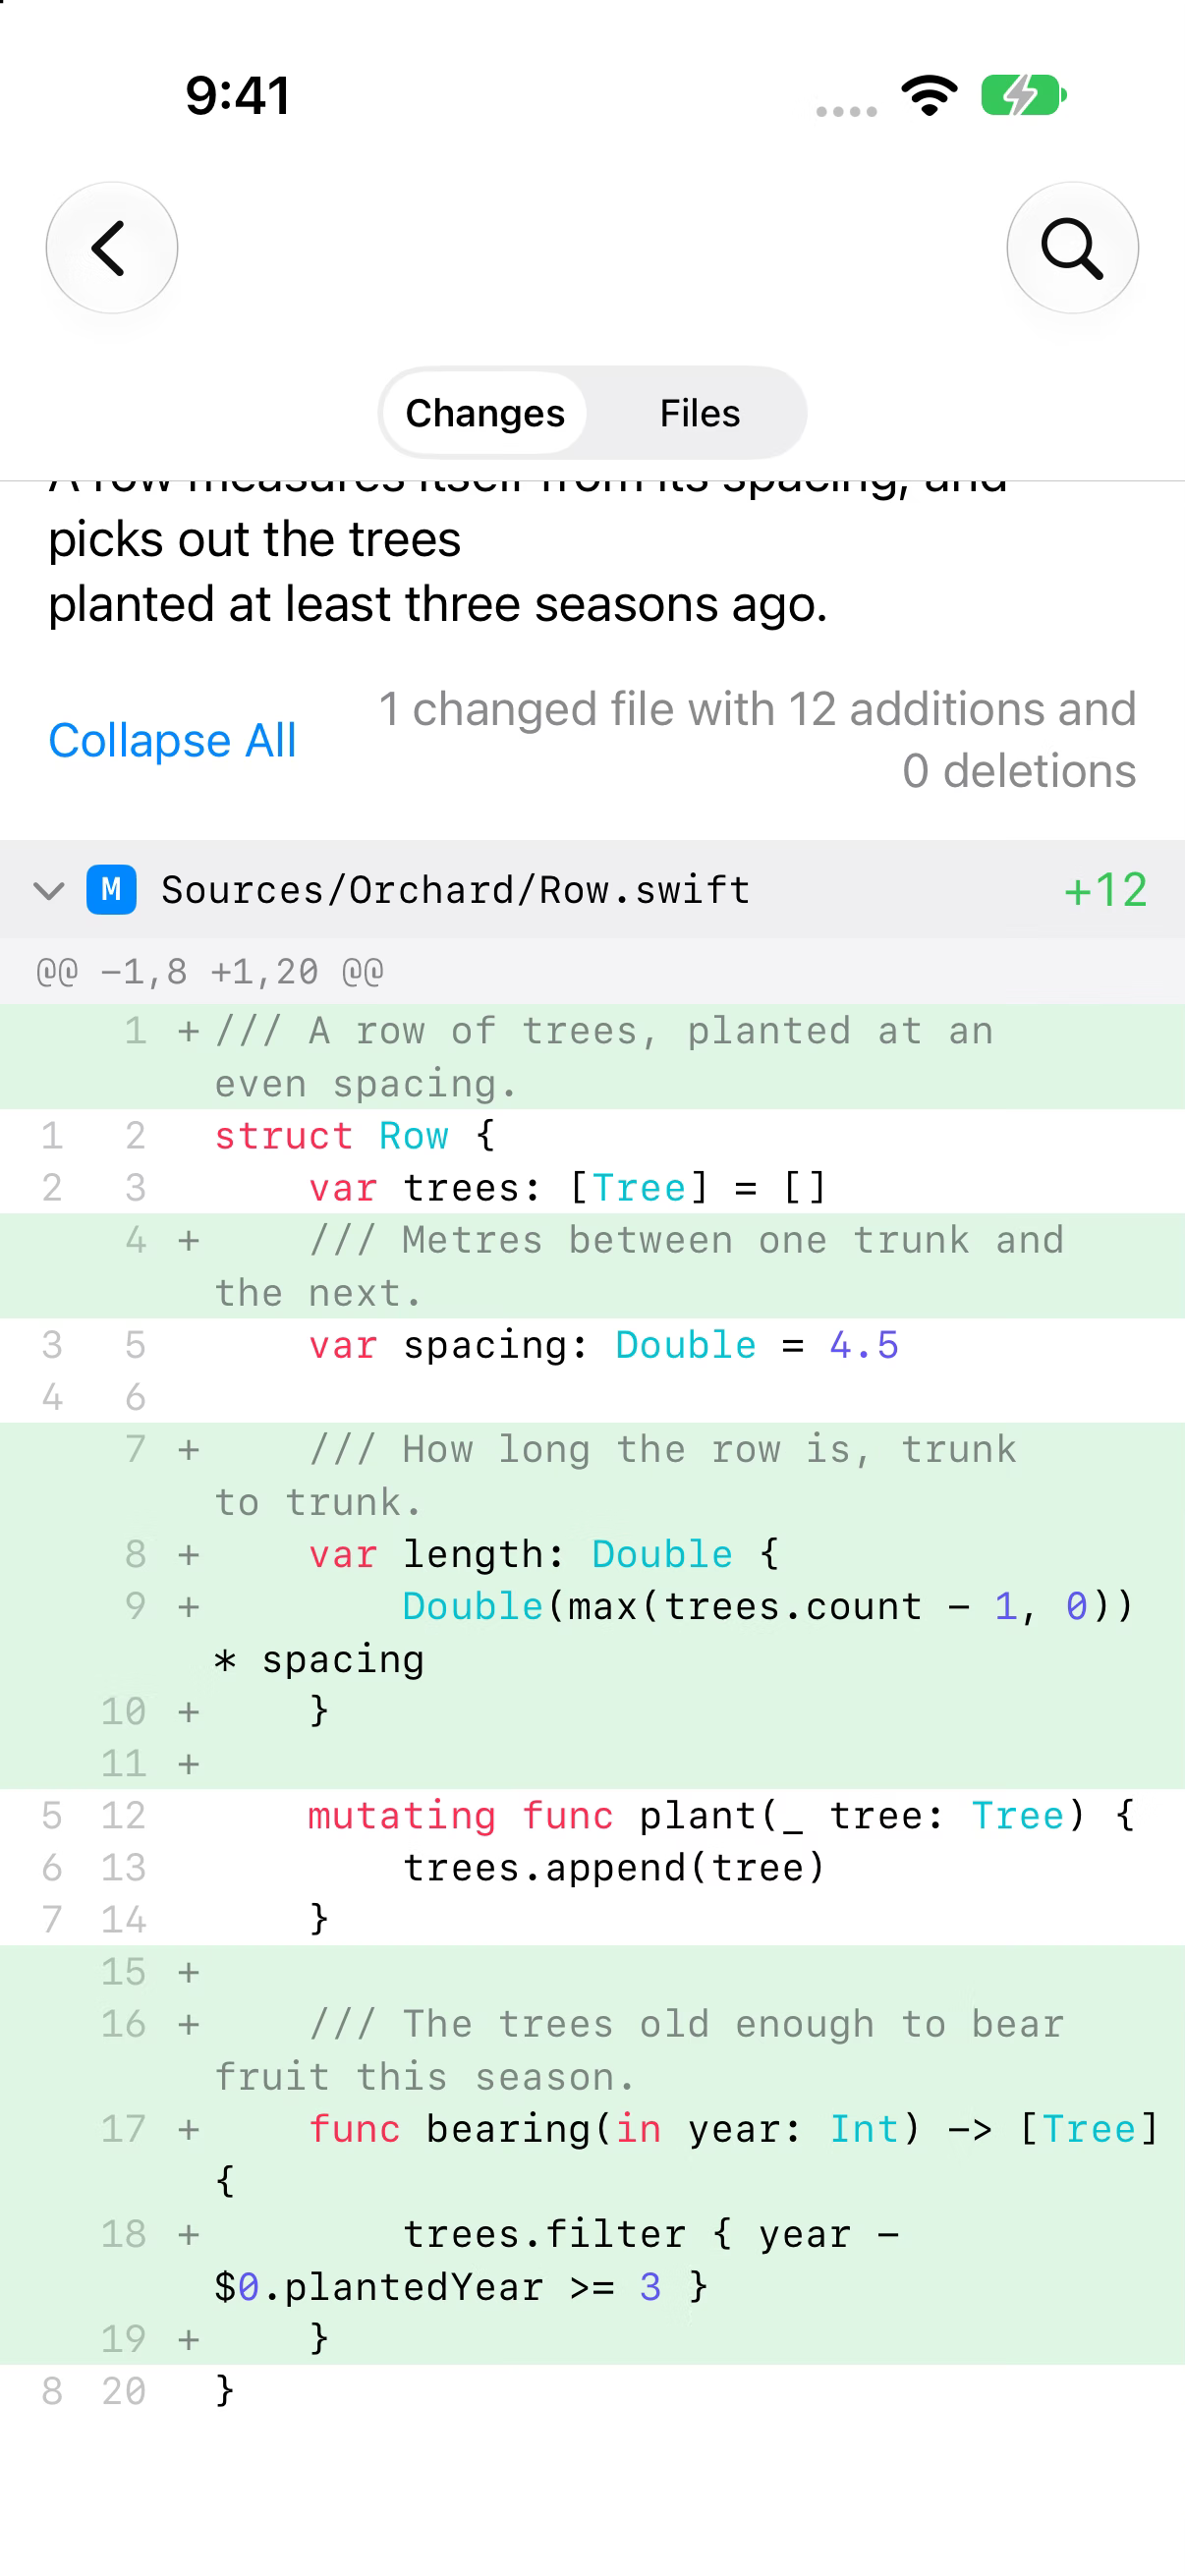 9:41
Changes
Files
A row measures itself from its spacing, and
picks out the trees
planted at least three seasons ago.
Collapse All
1 changed file with 12 additions and
0 deletions
M Sources/Orchard/Row.swift +12
@@ −1,8 +1,20 @@
1 + /// A row of trees, planted at an
even spacing.
1 2 struct Row {
2 3     var trees: [Tree] = []
4 +     /// Metres between one trunk and
the next.
3 5     var spacing: Double = 4.5
4 6
7 +     /// How long the row is, trunk
to trunk.
8 +     var length: Double {
9 +         Double(max(trees.count − 1, 0))
* spacing
10 +     }
11 +
5 12     mutating func plant(_ tree: Tree) {
6 13         trees.append(tree)
7 14     }
15 +
16 +     /// The trees old enough to bear
fruit this season.
17 +     func bearing(in year: Int) −> [Tree]
{
18 +         trees.filter { year −
$0.plantedYear >= 3 }
19 +     }
8 20 }